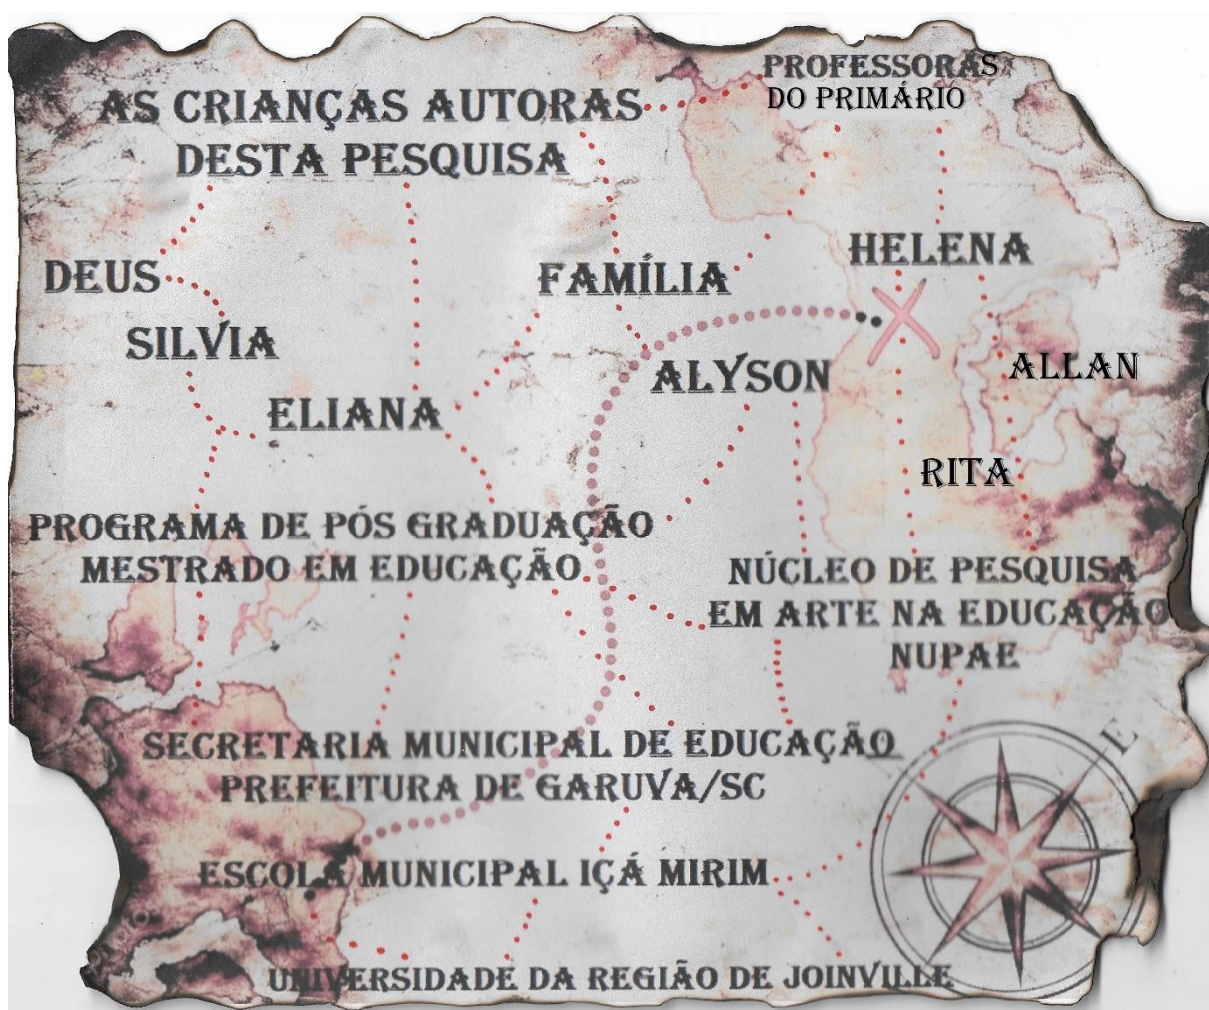 PROFESSORAS
DO PRIMÁRIO
AS CRIANÇAS AUTORAS
DESTA PESQUISA
HELENA
DEUS
FAMÍLIA
SILVIA
ALYSON
ALLAN
ELIANA
RITA
PROGRAMA DE PÓS GRADUAÇÃO
MESTRADO EM EDUCAÇÃO
NÚCLEO DE PESQUISA
EM ARTE NA EDUCAÇÃO
NUPAE
SECRETARIA MUNICIPAL DE EDUCAÇÃO
PREFEITURA DE GARUVA/SC
E
ESCOLA MUNICIPAL IÇÁ MIRIM
UNIVERSIDADE DA REGIÃO DE JOINVILLE